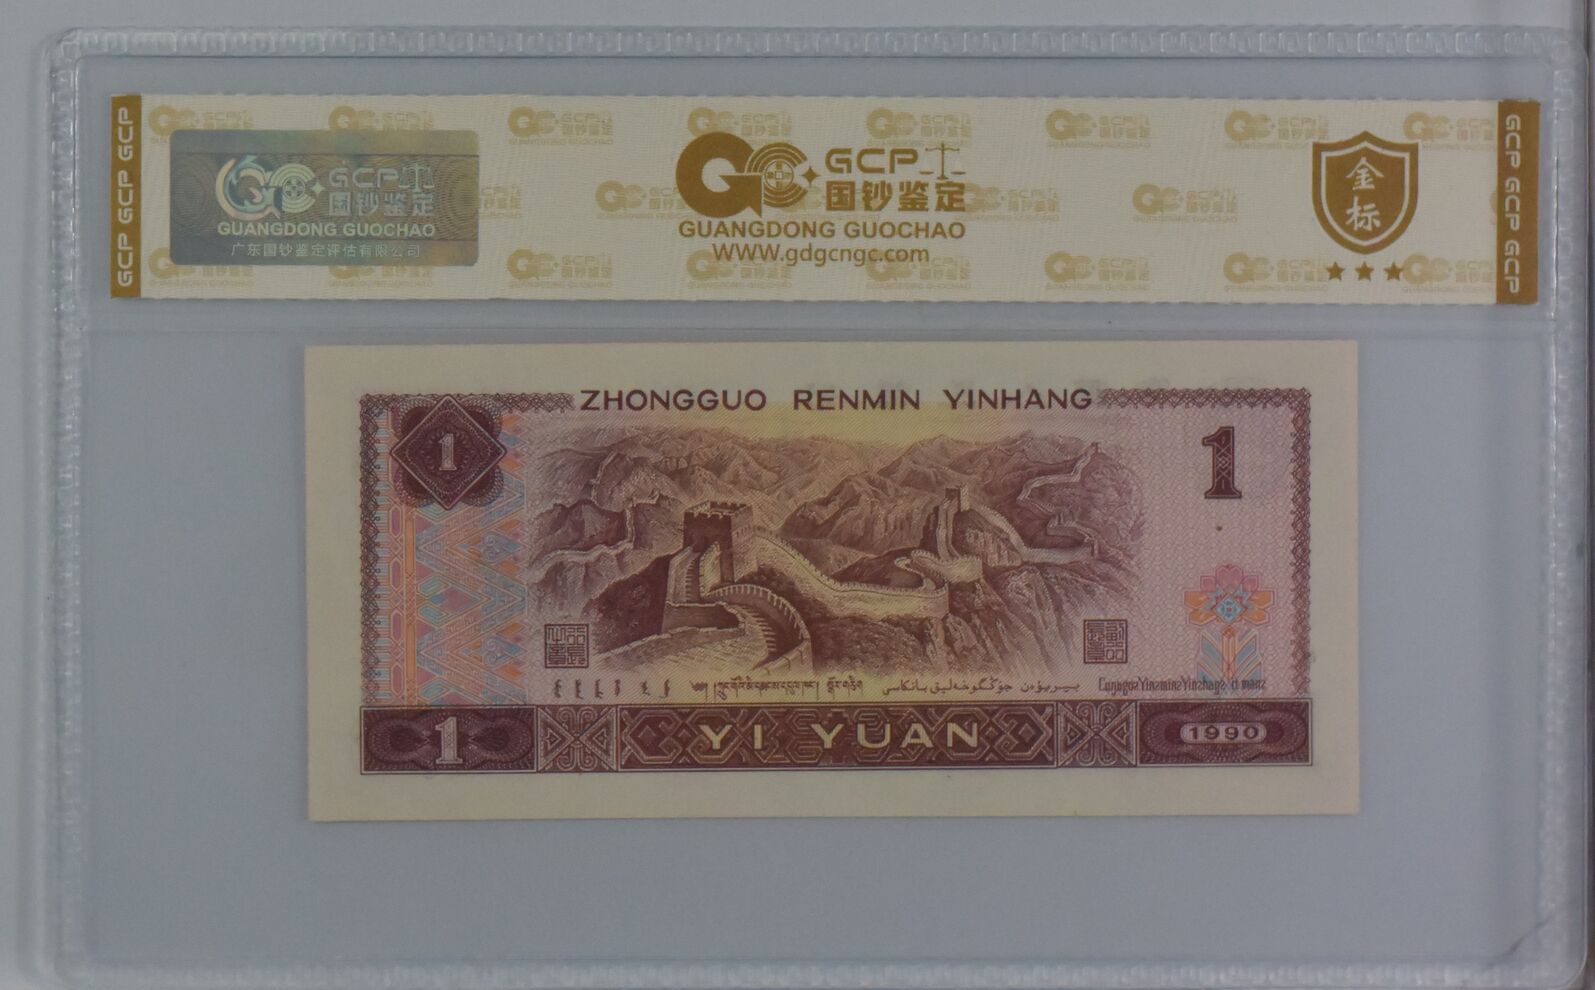 GCP GCP GCP
GCP
国钞鉴定
GUANGDONG GUOCHAO
广东国钞鉴定评估有限公司
GCP
国钞鉴定
GUANGDONG GUOCHAO
WWW.gdgcngc.com
金标
GCP GCP GCP
ZHONGGUO RENMIN YINHANG
1
1
1
YI YUAN
1990